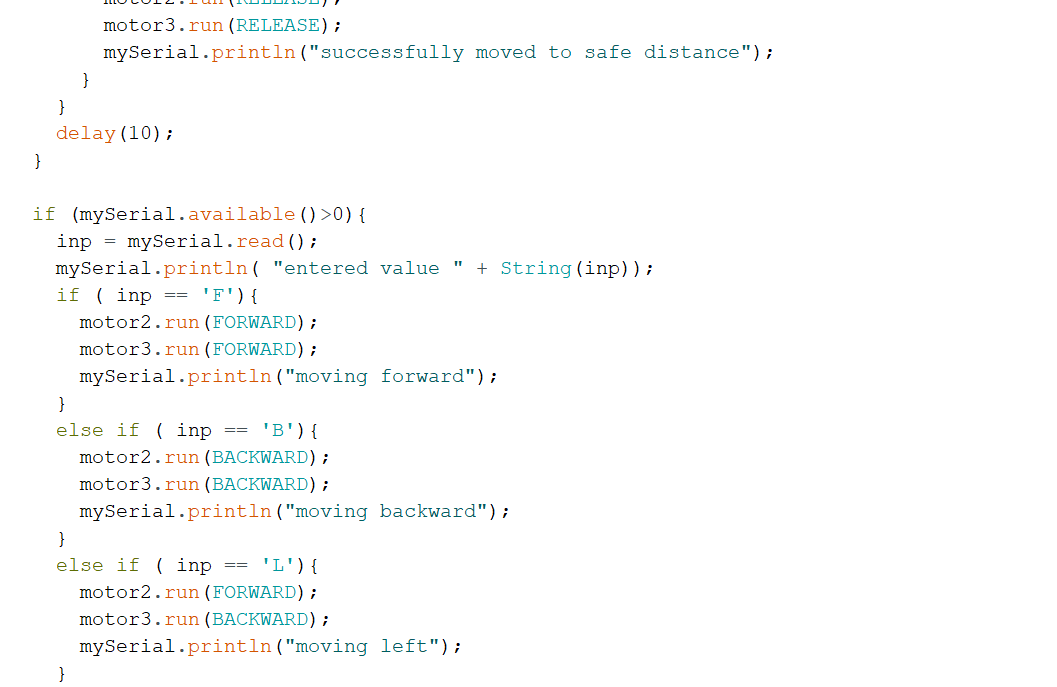 motor2.run(RELEASE);
motor3.run(RELEASE);
mySerial.println("successfully moved to safe distance");
}
}
delay(10);
}
if (mySerial.available()>0){
inp = mySerial.read();
mySerial.println( "entered value " + String(inp));
if ( inp == 'F'){
motor2.run(FORWARD);
motor3.run(FORWARD);
mySerial.println("moving forward");
}
else if ( inp == 'B'){
motor2.run(BACKWARD);
motor3.run(BACKWARD);
mySerial.println("moving backward");
}
else if ( inp == 'L'){
motor2.run(FORWARD);
motor3.run(BACKWARD);
mySerial.println("moving left");
}